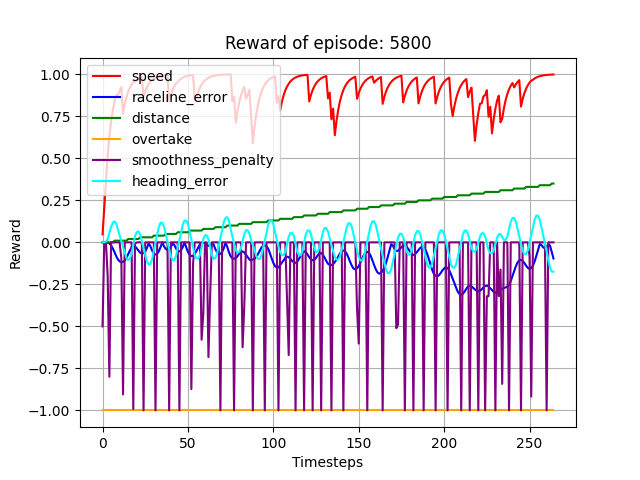 Reward of episode: 5800
speed
raceline_error
distance
overtake
smoothness_penalty
heading_error
1.00
0.75
0.50
0.25
0.00
−0.25
−0.50
−0.75
−1.00
Reward
0 50 100 150 200 250
Timesteps